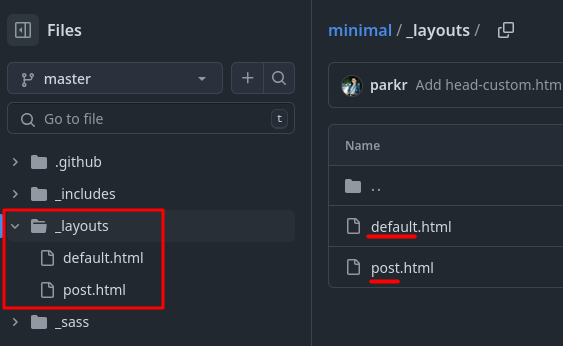 Files
master
Go to file
t
.github
_includes
_layouts
default.html
post.html
_sass
minimal / _layouts /
parkr Add head-custom.htm
Name
..
default.html
post.html